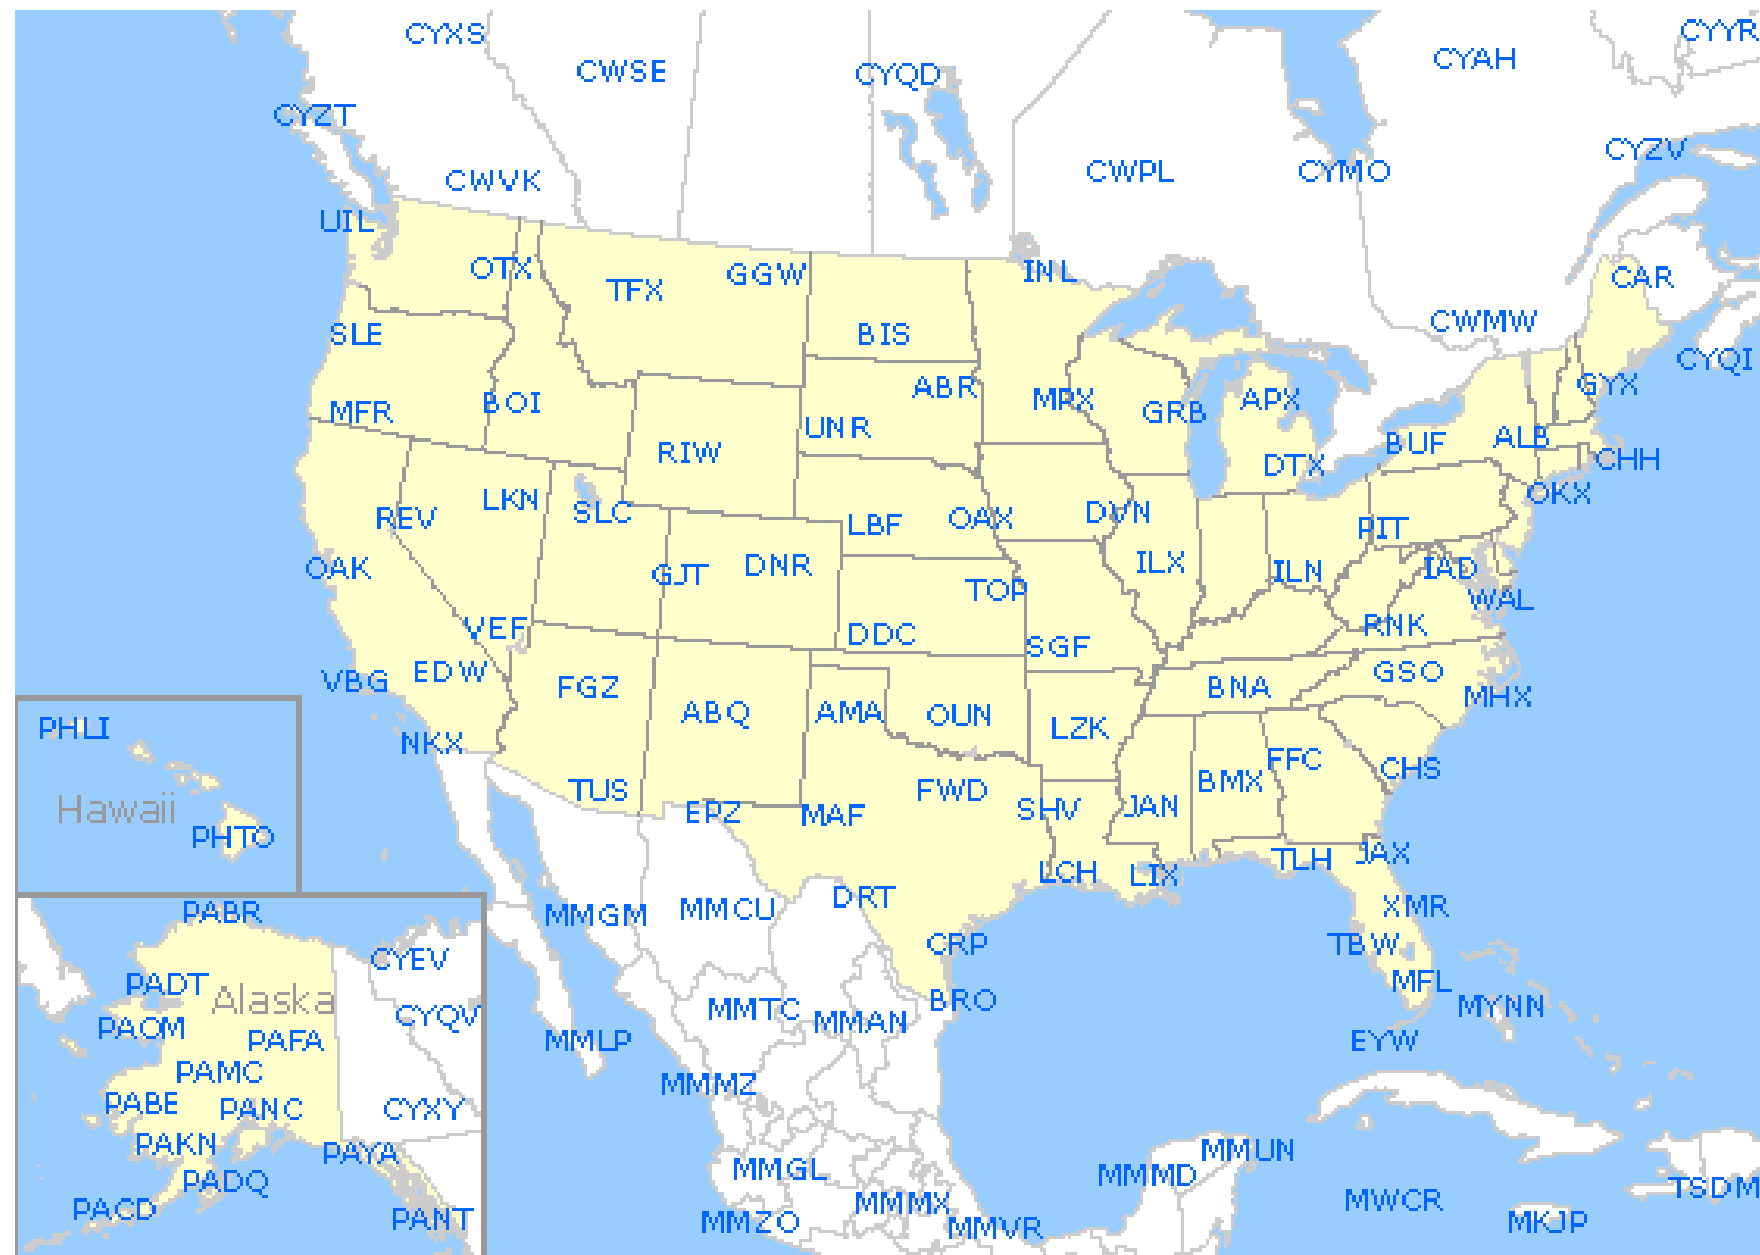 CYXS
CYYR
CWSE
CYQD
CYAH
CYZT
CYZV
CWVK
CWPL
CYMO
UIL
OTX
TFX
GGW
INL
CAR
SLE
BIS
CWMW
CYQI
MFR
BOI
ABR
MPX
GRB
APX
GYX
UNR
RIW
BUF
ALB
CHH
DTX
OKX
LKN
REV
SLC
LBF
OAX
DVN
PIT
OAK
GJT
DNR
TOP
ILX
ILN
IAD
WAL
VEF
DDC
SGF
RNK
VBG
EDW
FGZ
BNA
GSO
MHX
PHLI
NKX
ABQ
AMA
OUN
LZK
FFC
CHS
Hawaii
TUS
EPZ
MAF
FWD
SHV
JAN
BMX
PHTO
LCH
LIX
TLH
JAX
PABR
MMGM
MMCU
DRT
XMR
CYEV
CRP
TBW
PADT
Alaska
MFL
CYQV
MMTC
MMAN
BRO
MYNN
PAOM
PAFA
MMLP
EYW
PAMC
MMMZ
PABE
PANC
CYXY
PAKN
PAYA
MMGL
MMMD
MMUN
PADQ
TSDM
PACD
PANT
MMZO
MMMX
MMVR
MWCR
MKJP